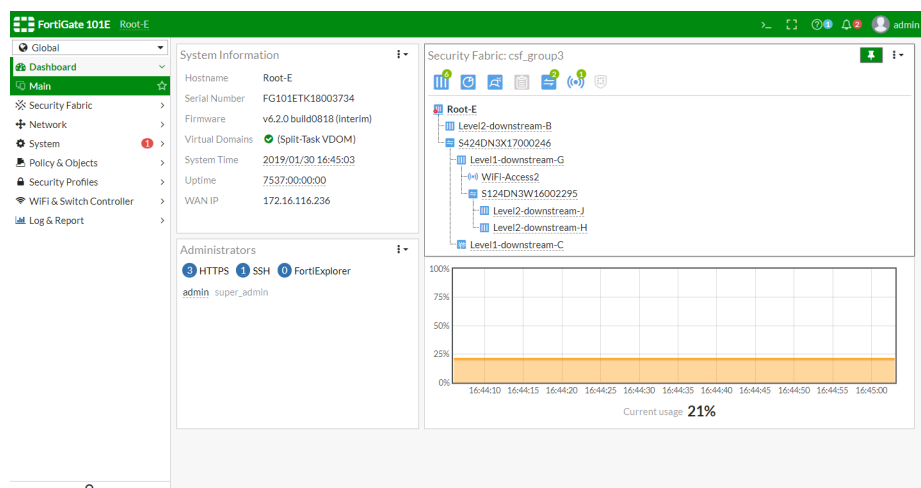 FortiGate 101E Root-E
>_ 1 2 admin
Global
Dashboard
Main
Security Fabric
Network
System 1
Policy & Objects
Security Profiles
WiFi & Switch Controller
Log & Report
System Information
Hostname Root-E
Serial Number FG101ETK18003734
Firmware v6.2.0 build0818 (interim)
Virtual Domains (Split-Task VDOM)
System Time 2019/01/30 16:45:03
Uptime 7537:00:00:00
WAN IP 172.16.116.236
Administrators
3 HTTPS 1 SSH 0 FortiExplorer
admin super_admin
Security Fabric: csf_group3
6 2 1
Root-E
Level2-downstream-B
S424DN3X17000246
Level1-downstream-G
WiFi-Access2
S124DN3W16002295
Level2-downstream-J
Level2-downstream-H
Level1-downstream-C
100%
75%
50%
25%
0%
16:44:10 16:44:15 16:44:20 16:44:25 16:44:30 16:44:35 16:44:40 16:44:45 16:44:50 16:44:55 16:45:00
Current usage 21%